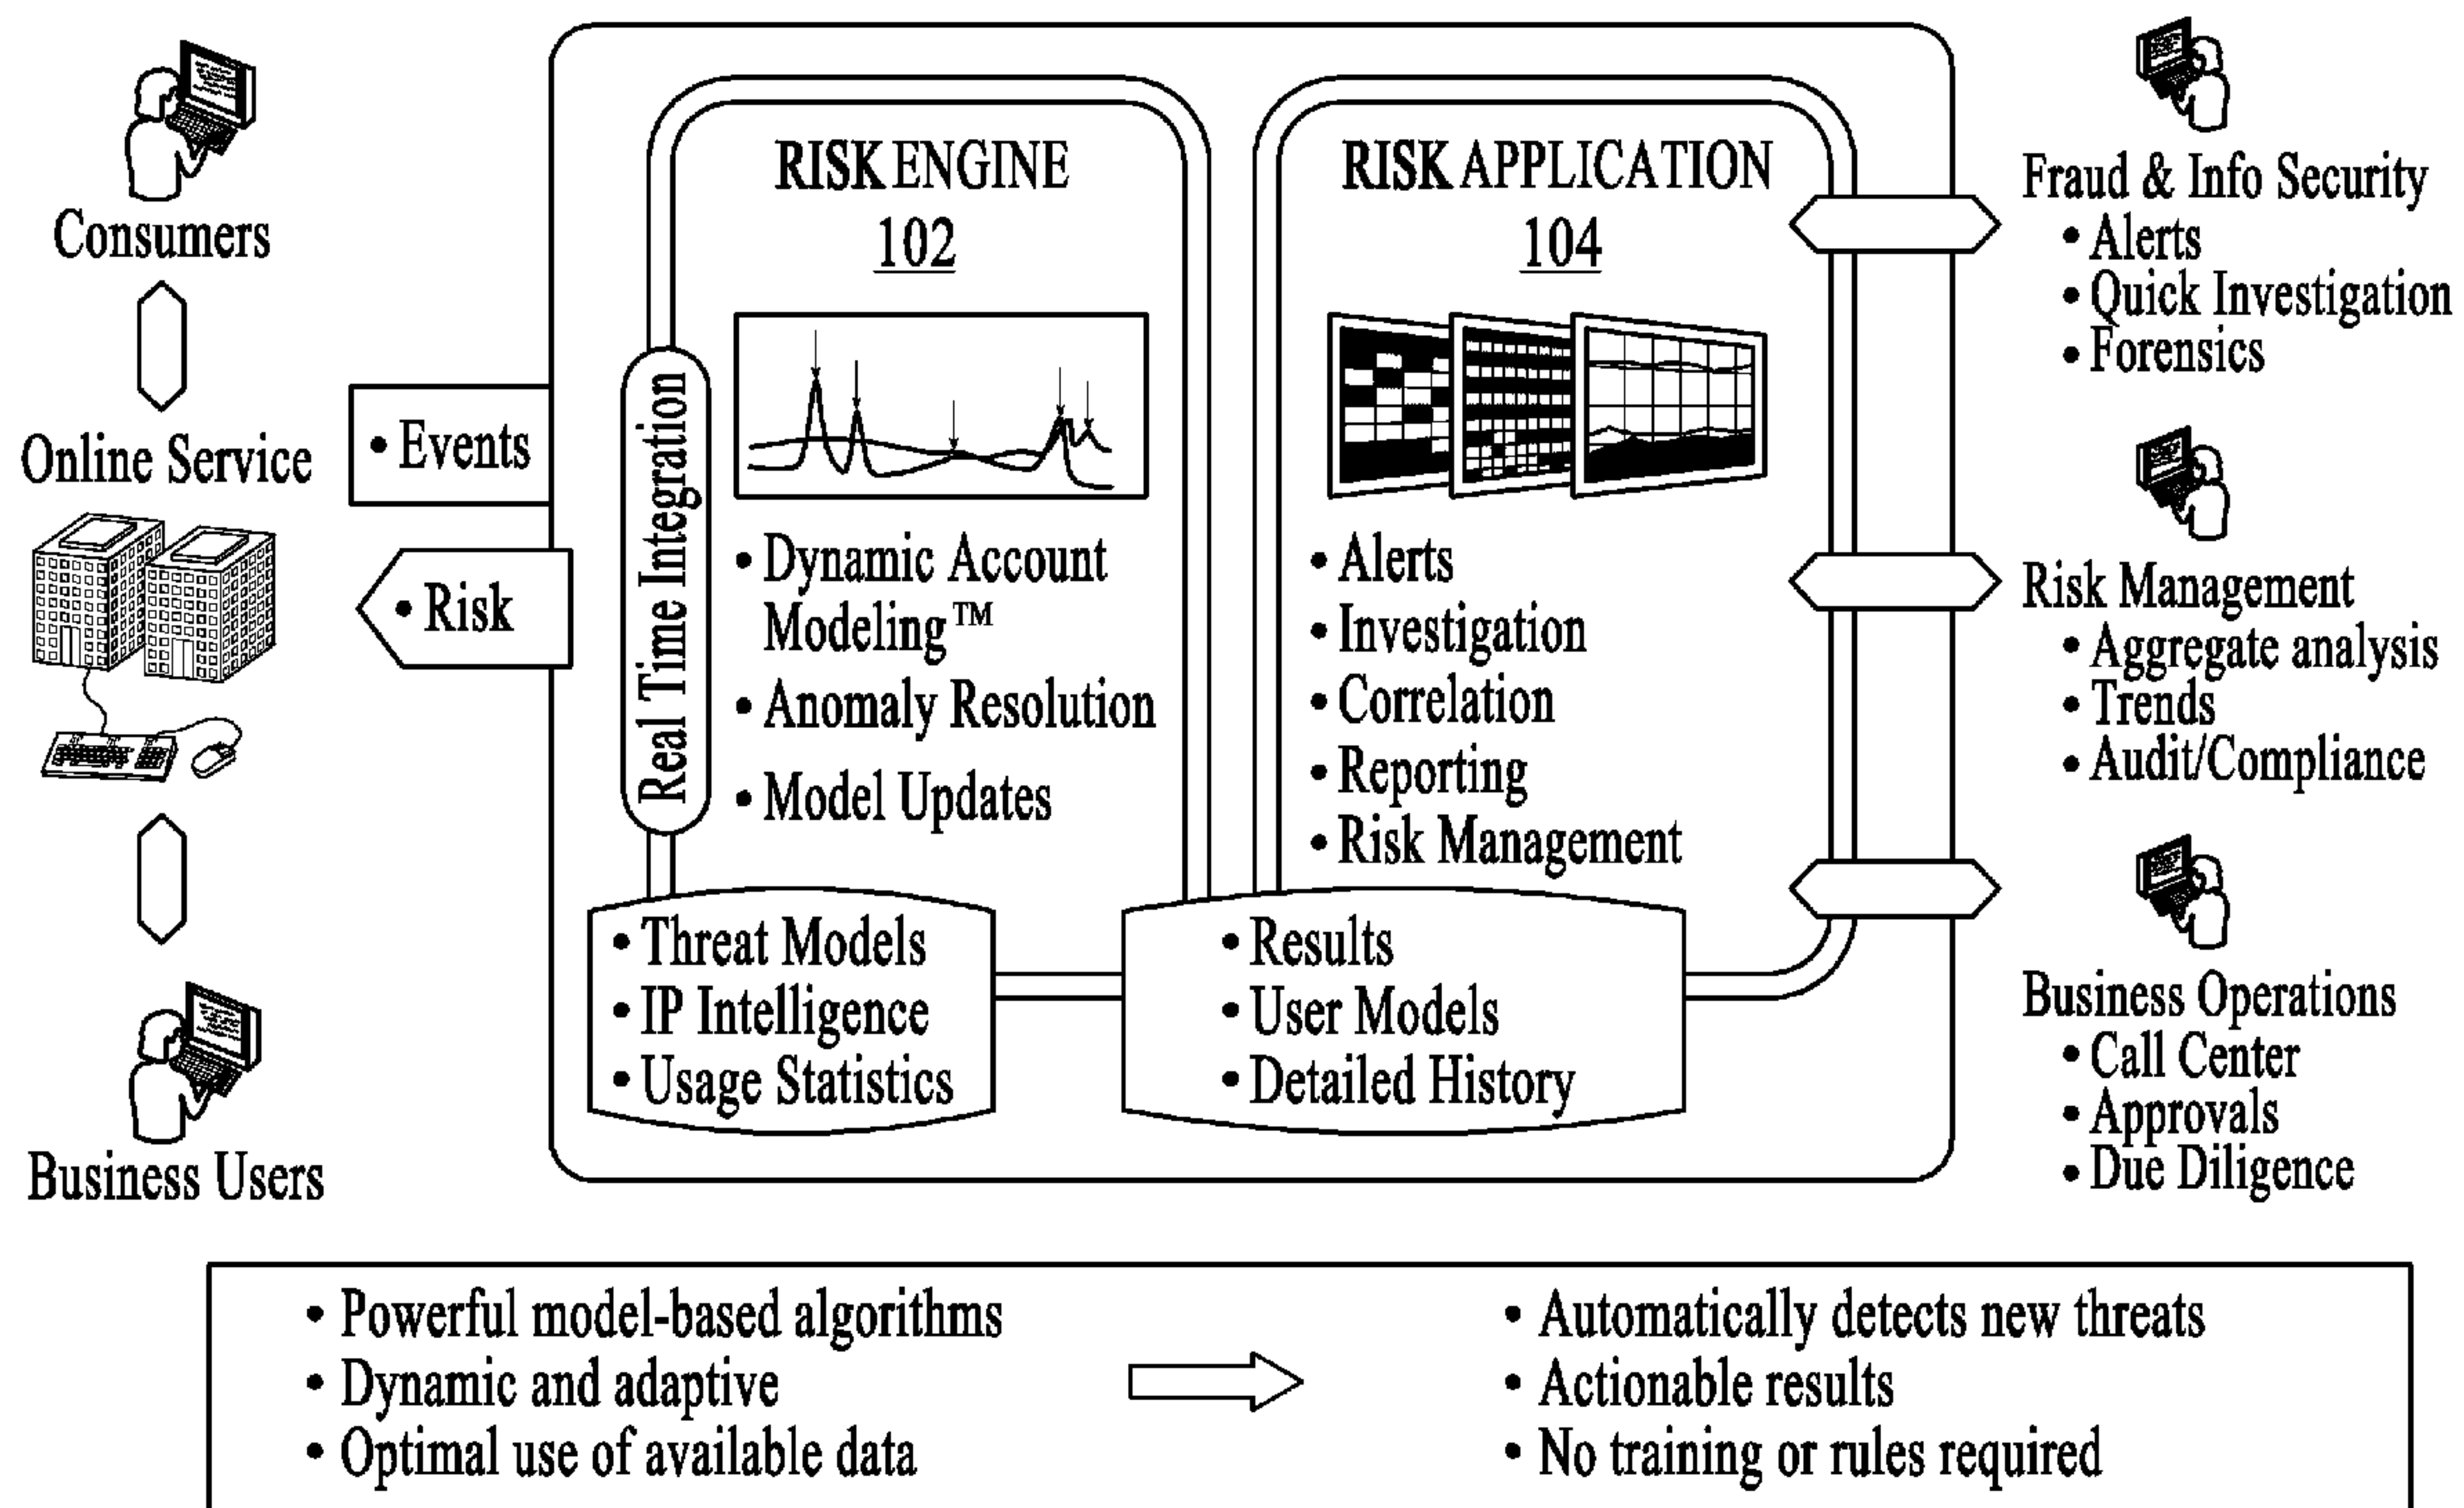 Consumers
Online Service
Business Users
• Events
• Risk
Real Time Integration
RISK ENGINE
102
• Dynamic Account
Modeling™
• Anomaly Resolution
• Model Updates
• Threat Models
• IP Intelligence
• Usage Statistics
RISK APPLICATION
104
• Alerts
• Investigation
• Correlation
• Reporting
• Risk Management
• Results
• User Models
• Detailed History
Fraud & Info Security
• Alerts
• Quick Investigation
• Forensics
Risk Management
• Aggregate analysis
• Trends
• Audit/Compliance
Business Operations
• Call Center
• Approvals
• Due Diligence
• Powerful model-based algorithms
• Dynamic and adaptive
• Optimal use of available data
• Automatically detects new threats
• Actionable results
• No training or rules required